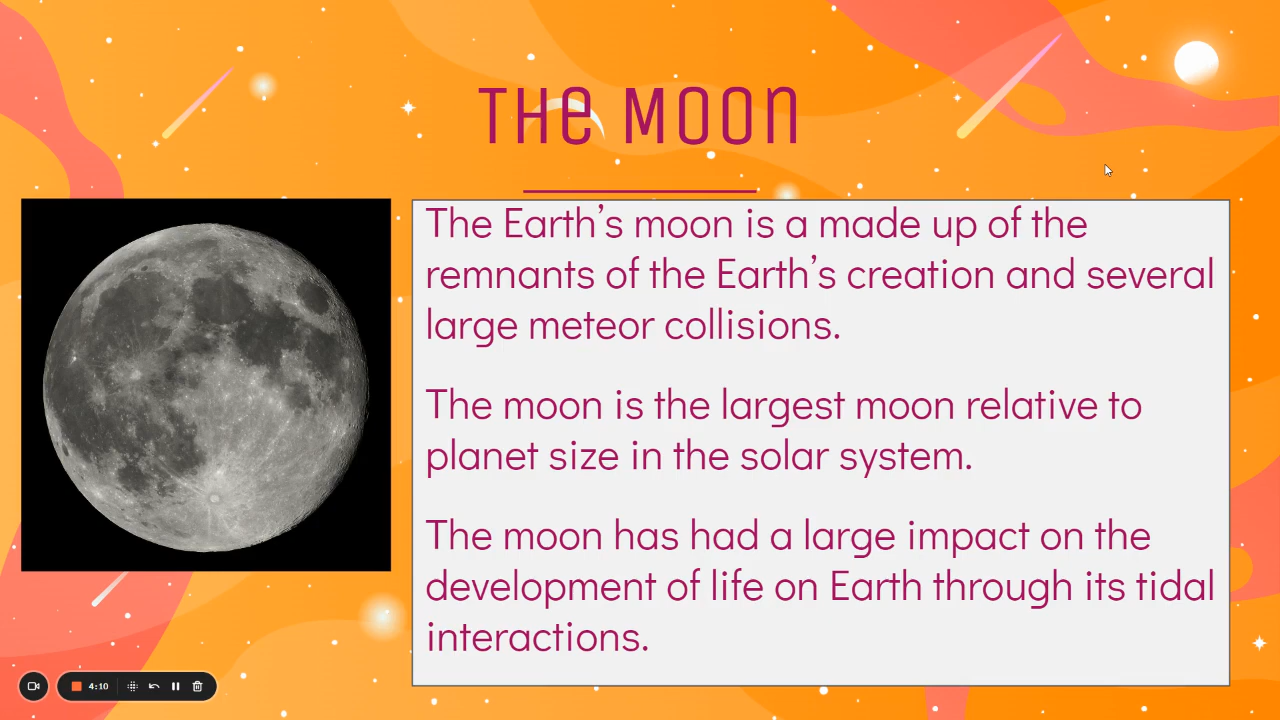 THe MOON
The Earth's moon is a made up of the
remnants of the Earth's creation and several
large meteor collisions.
The moon is the largest moon relative to
planet size in the solar system.
The moon has had a large impact on the
development of life on Earth through its tidal
interactions.
4:10